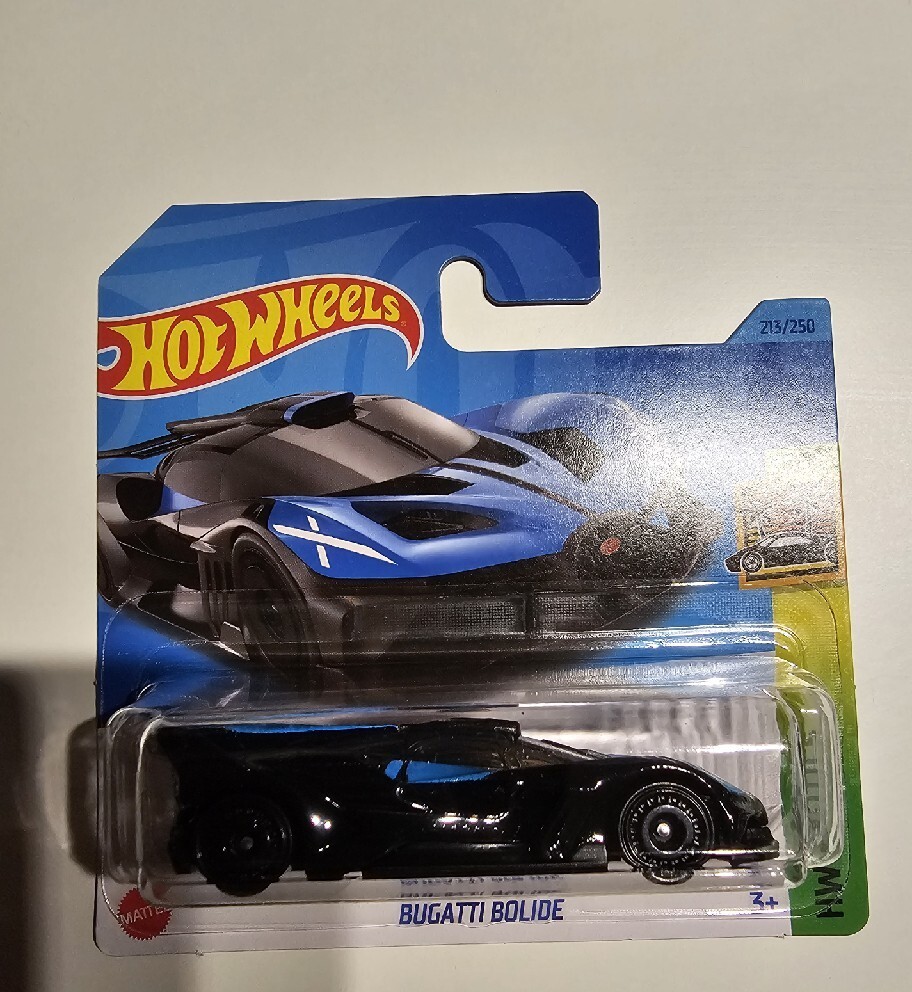 HOT WHEELS
213/250
MATTEL
BUGATTI BOLIDE
3+
HW